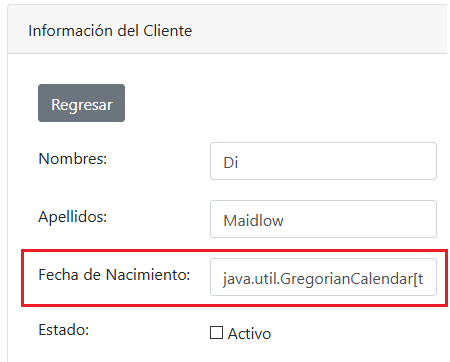 Información del Cliente
Regresar
Nombres: Di
Apellidos: Maidlow
Fecha de Nacimiento: java.util.GregorianCalendar[t
Estado: Activo